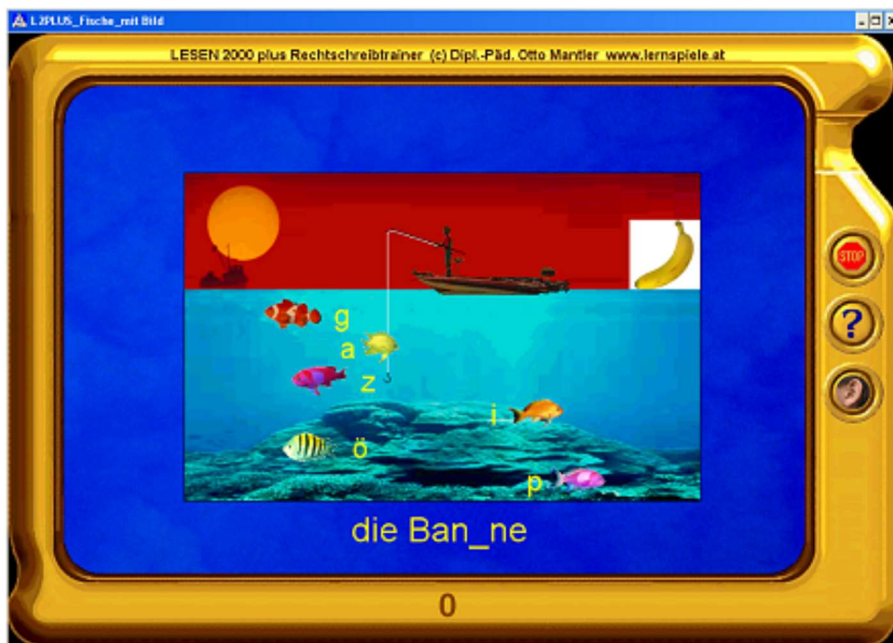 L2PLUS_Fische_mit Bild
LESEN 2000 plus Rechtschreibtrainer (c) Dipl.-Päd. Otto Mantler www.lernspiele.at
g
a
z
i
ö
p
STOP
?
die Ban_ne
0